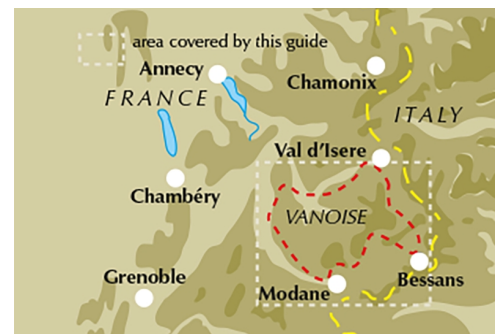 area covered by this guide
Annecy
Chamonix
FRANCE
ITALY
Val d'Isere
Chambéry
VANOISE
Grenoble
Bessans
Modane